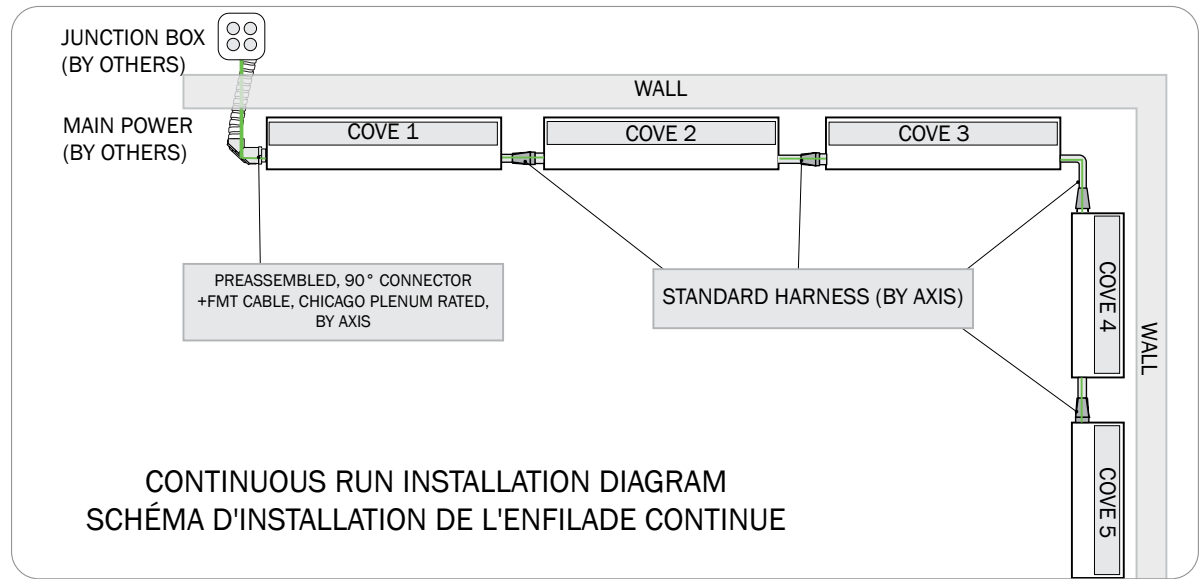 JUNCTION BOX
(BY OTHERS)
WALL
MAIN POWER
(BY OTHERS)
COVE 1
COVE 2
COVE 3
PREASSEMBLED, 90° CONNECTOR
+FMT CABLE, CHICAGO PLENUM RATED,
BY AXIS
STANDARD HARNESS (BY AXIS)
COVE 4
WALL
COVE 5
CONTINUOUS RUN INSTALLATION DIAGRAM
SCHÉMA D'INSTALLATION DE L'ENFILADE CONTINUE